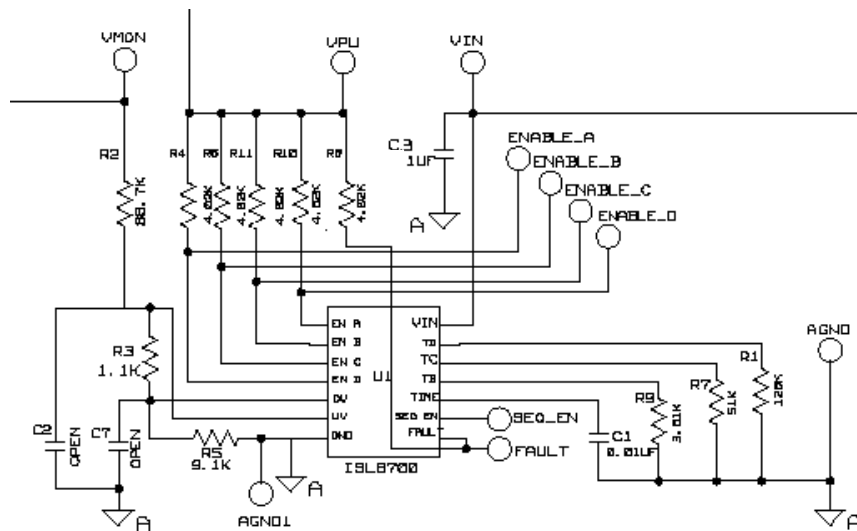 VMON
VPU
VIN
R2
88.7K
R4
R6
R11
R10
R8
4.02K
4.02K
4.02K
4.02K
4.02K
C3
1UF
A
ENABLE_A
ENABLE_B
ENABLE_C
ENABLE_D
R3
1.1K
EN A
EN B
EN C
EN D
OV
UV
GND
U1
VIN
TD
TC
TB
TIME
SEQ EN
FAULT
ISL8700
SEQ_EN
FAULT
AGND
R1
120K
R7
51K
R9
3.01K
C1
0.01UF
C2
OPEN
C7
OPEN
R5
9.1K
A
AGND1
A
A